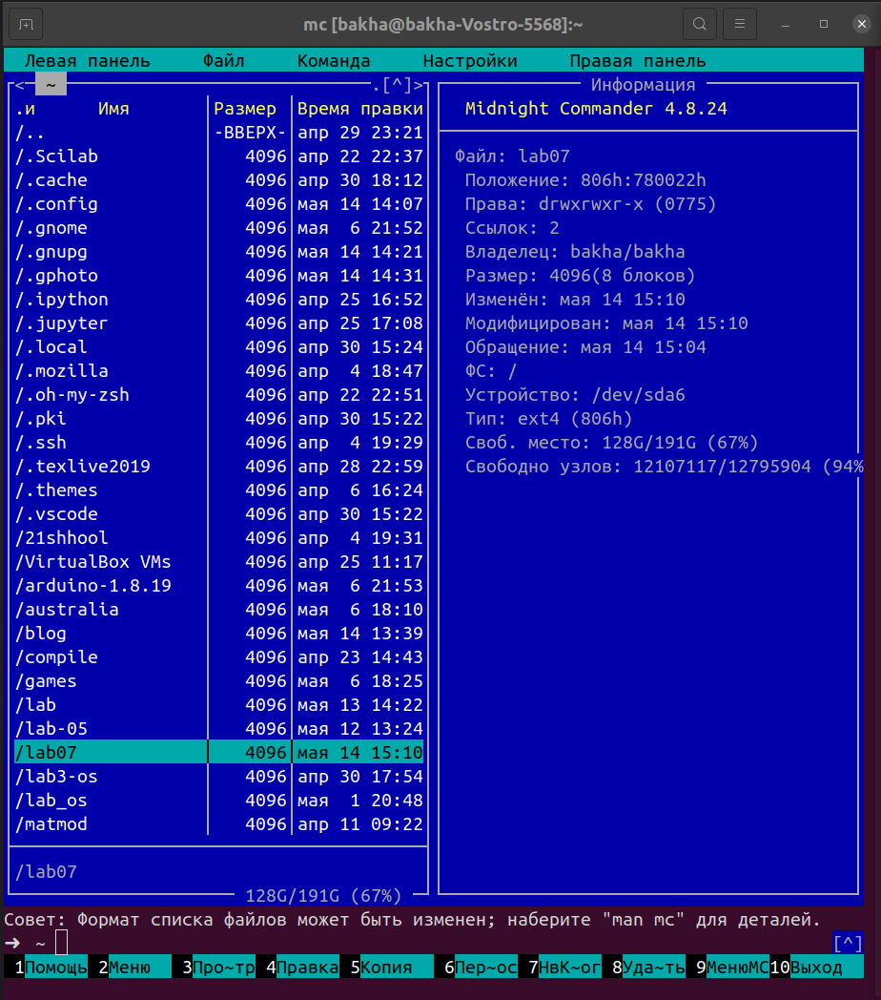 mc [bakha@bakha-Vostro-5568]:~
Левая панель Файл Команда Настройки Правая панель
<- ~ .[^]>
.и Имя Размер Время правки
/.. -ВВЕРХ- апр 29 23:21
/.Scilab 4096 апр 22 22:37
/.cache 4096 апр 30 18:12
/.config 4096 мая 14 14:07
/.gnome 4096 мая 6 21:52
/.gnupg 4096 мая 14 14:21
/.gphoto 4096 мая 14 14:31
/.ipython 4096 апр 25 16:52
/.jupyter 4096 апр 25 17:08
/.local 4096 апр 30 15:24
/.mozilla 4096 апр 4 18:47
/.oh-my-zsh 4096 апр 22 22:51
/.pki 4096 апр 30 15:22
/.ssh 4096 апр 4 19:29
/.texlive2019 4096 апр 28 22:59
/.themes 4096 апр 6 16:24
/.vscode 4096 апр 30 15:22
/21shhool 4096 апр 4 19:31
/VirtualBox VMs 4096 апр 25 11:17
/arduino-1.8.19 4096 мая 6 21:53
/australia 4096 мая 6 18:10
/blog 4096 мая 14 13:39
/compile 4096 апр 23 14:43
/games 4096 мая 6 18:25
/lab 4096 мая 13 14:22
/lab-05 4096 мая 12 13:24
/lab07 4096 мая 14 15:10
/lab3-os 4096 апр 30 17:54
/lab_os 4096 мая 1 20:48
/matmod 4096 апр 11 09:22
/lab07
128G/191G (67%)
Информация
Midnight Commander 4.8.24
Файл: lab07
Положение: 806h:780022h
Права: drwxrwxr-x (0775)
Ссылок: 2
Владелец: bakha/bakha
Размер: 4096(8 блоков)
Изменён: мая 14 15:10
Модифицирован: мая 14 15:10
Обращение: мая 14 15:04
ФС: /
Устройство: /dev/sda6
Тип: ext4 (806h)
Своб. место: 128G/191G (67%)
Свободно узлов: 12107117/12795904 (94%
Совет: Формат списка файлов может быть изменен; наберите "man mc" для деталей.
➜ ~ [^]
1Помощь 2Меню 3Про~тр 4Правка 5Копия 6Пер~ос 7НвК~ог 8Уда~ть 9МенюMC 10Выход